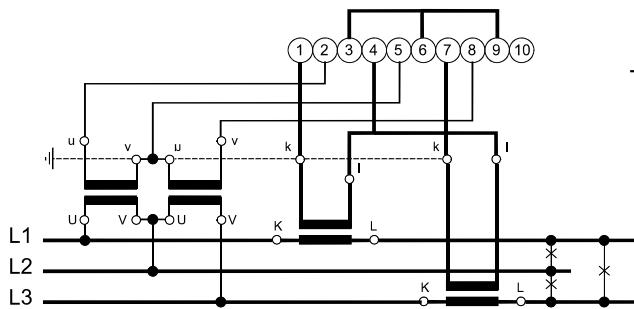 1 2 3 4 5 6 7 8 9 10
u v u v k l k l
U V U V K L
L1
L2
L3 K L